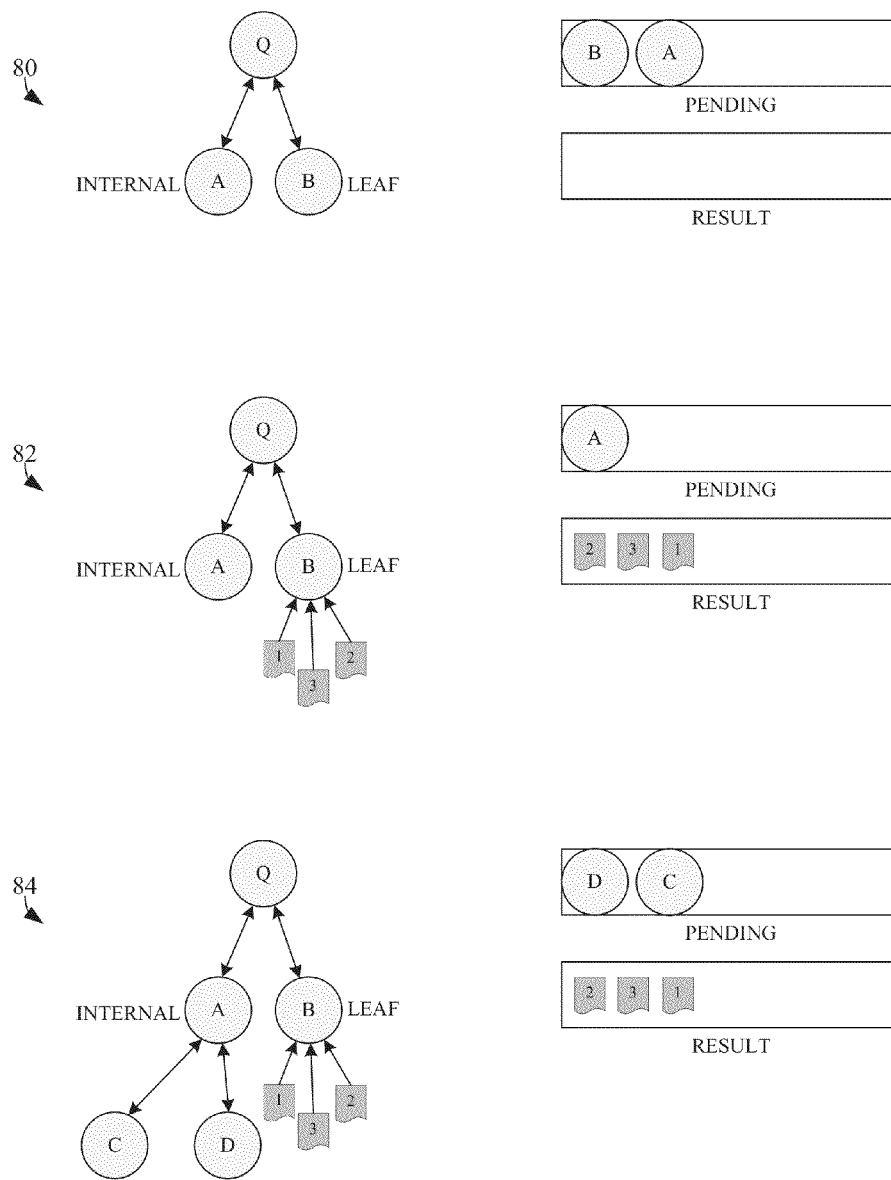 Q
B A
80
PENDING
INTERNAL A B LEAF
RESULT
Q
A
82
PENDING
INTERNAL A B LEAF
2 3 1
RESULT
1 2
3
Q
D C
84
PENDING
INTERNAL A B LEAF
2 3 1
RESULT
1 2
3
C D